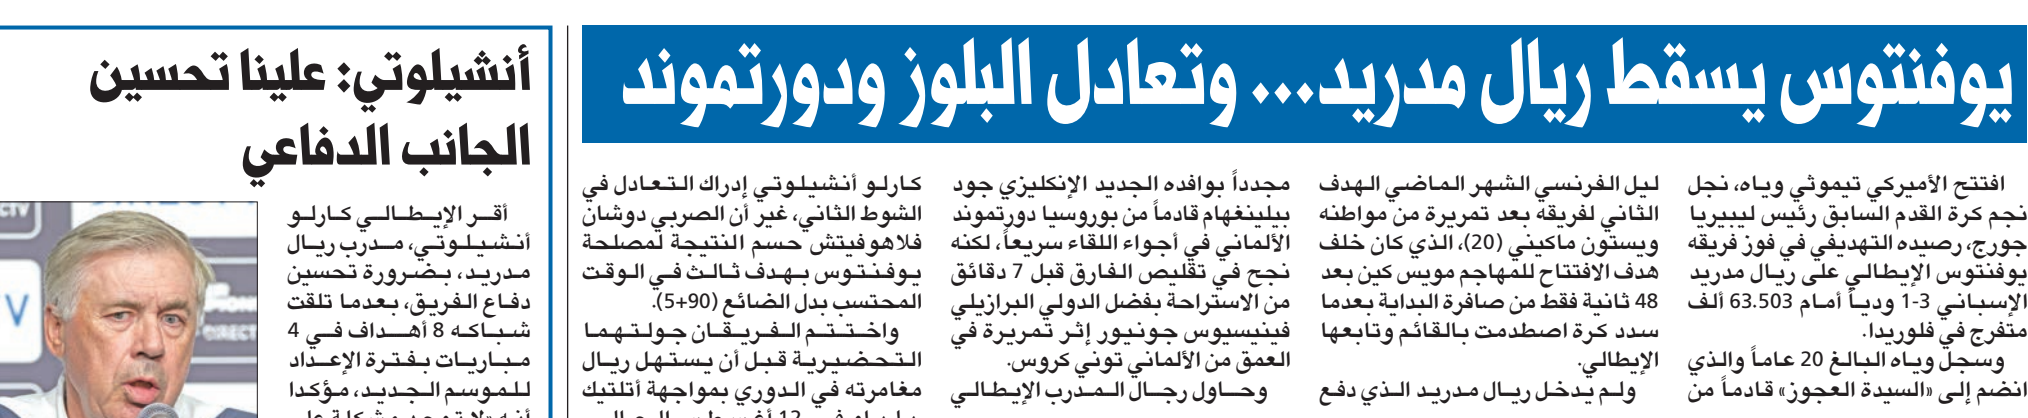 يوفنتوس يسقط ريال مدريد... وتعادل البلوز ودورتموند
افتتح الأميركي تيموثي وياه، نجل
نجم كرة القدم السابق رئيس ليبيريا
جورج، رصيده التهديفي في فوز فريقه
يوفنتوس الإيطالي على ريال مدريد
الإسباني 3-1 ودياً أمام 63.503 ألف
متفرج في فلوريدا.
وسجل وياه البالغ 20 عاماً والذي
انضم إلى «السيدة العجوز» قادماً من
ليل الفرنسي الشهر الماضي الهدف
الثاني لفريقه بعد تمريرة من مواطنه
ويستون ماكيني (20)، الذي كان خلف
هدف الافتتاح للمهاجم مويس كين بعد
48 ثانية فقط من صافرة البداية بعدما
سدد كرة اصطدمت بالقائم وتابعها
الإيطالي.
ولم يدخل ريال مدريد الذي دفع
مجدداً بوافده الجديد الإنكليزي جود
بيلينغهام قادماً من بوروسيا دورتموند
الألماني في أجواء اللقاء سريعاً، لكنه
نجح في تقليص الفارق قبل 7 دقائق
من الاستراحة بفضل الدولي البرازيلي
فينيسيوس جونيور إثر تمريرة في
العمق من الألماني توني كروس.
وحاول رجال المدرب الإيطالي
كارلو أنشيلوتي إدراك التعادل في
الشوط الثاني، غير أن الصربي دوشان
فلاهوفيتش حسم النتيجة لمصلحة
يوفنتوس بهدف ثالث في الوقت
المحتسب بدل الضائع (90+5).
واختتم الفريقان جولتهما
التحضيرية قبل أن يستهل ريال
مغامرته في الدوري بمواجهة أتلتيك
أنشيلوتي: علينا تحسين
الجانب الدفاعي
أقر الإيطالي كارلو
أنشيلوتي، مدرب ريال
مدريد، بضرورة تحسين
دفاع الفريق، بعدما تلقت
شباكه 8 أهداف في 4
مباريات بفترة الإعداد
للموسم الجديد، مؤكدا